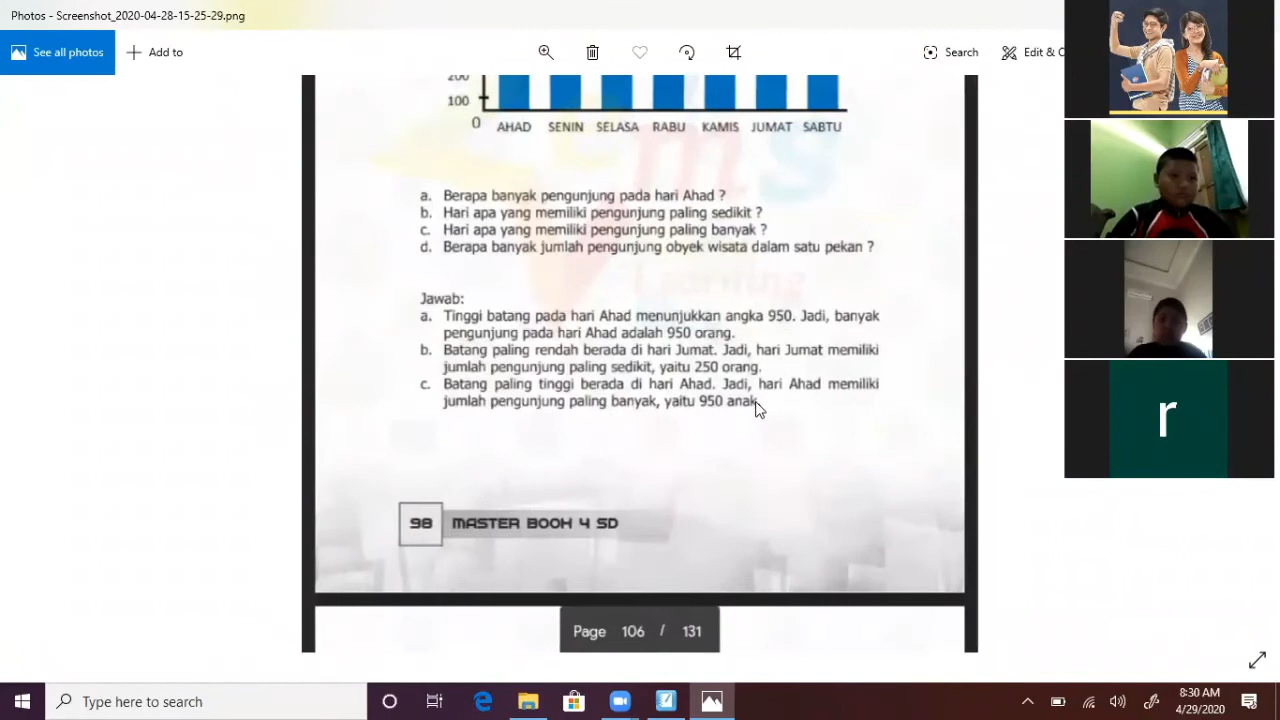 Photos - Screenshot_2020-04-28-15-25-29.png
See all photos
Add to
Search
Edit & C
200
100
0
AHAD SENIN SELASA RABU KAMIS JUMAT SABTU
a. Berapa banyak pengunjung pada hari Ahad ?
b. Hari apa yang memiliki pengunjung paling sedikit ?
c. Hari apa yang memiliki pengunjung paling banyak ?
d. Berapa banyak jumlah pengunjung obyek wisata dalam satu pekan ?
Jawab:
a. Tinggi batang pada hari Ahad menunjukkan angka 950. Jadi, banyak
pengunjung pada hari Ahad adalah 950 orang.
b. Batang paling rendah berada di hari Jumat. Jadi, hari Jumat memiliki
jumlah pengunjung paling sedikit, yaitu 250 orang.
c. Batang paling tinggi berada di hari Ahad. Jadi, hari Ahad memiliki
jumlah pengunjung paling banyak, yaitu 950 anak.
98 MASTER BOOK 4 SD
Page 106 / 131
r
Type here to search
8:30 AM
4/29/2020